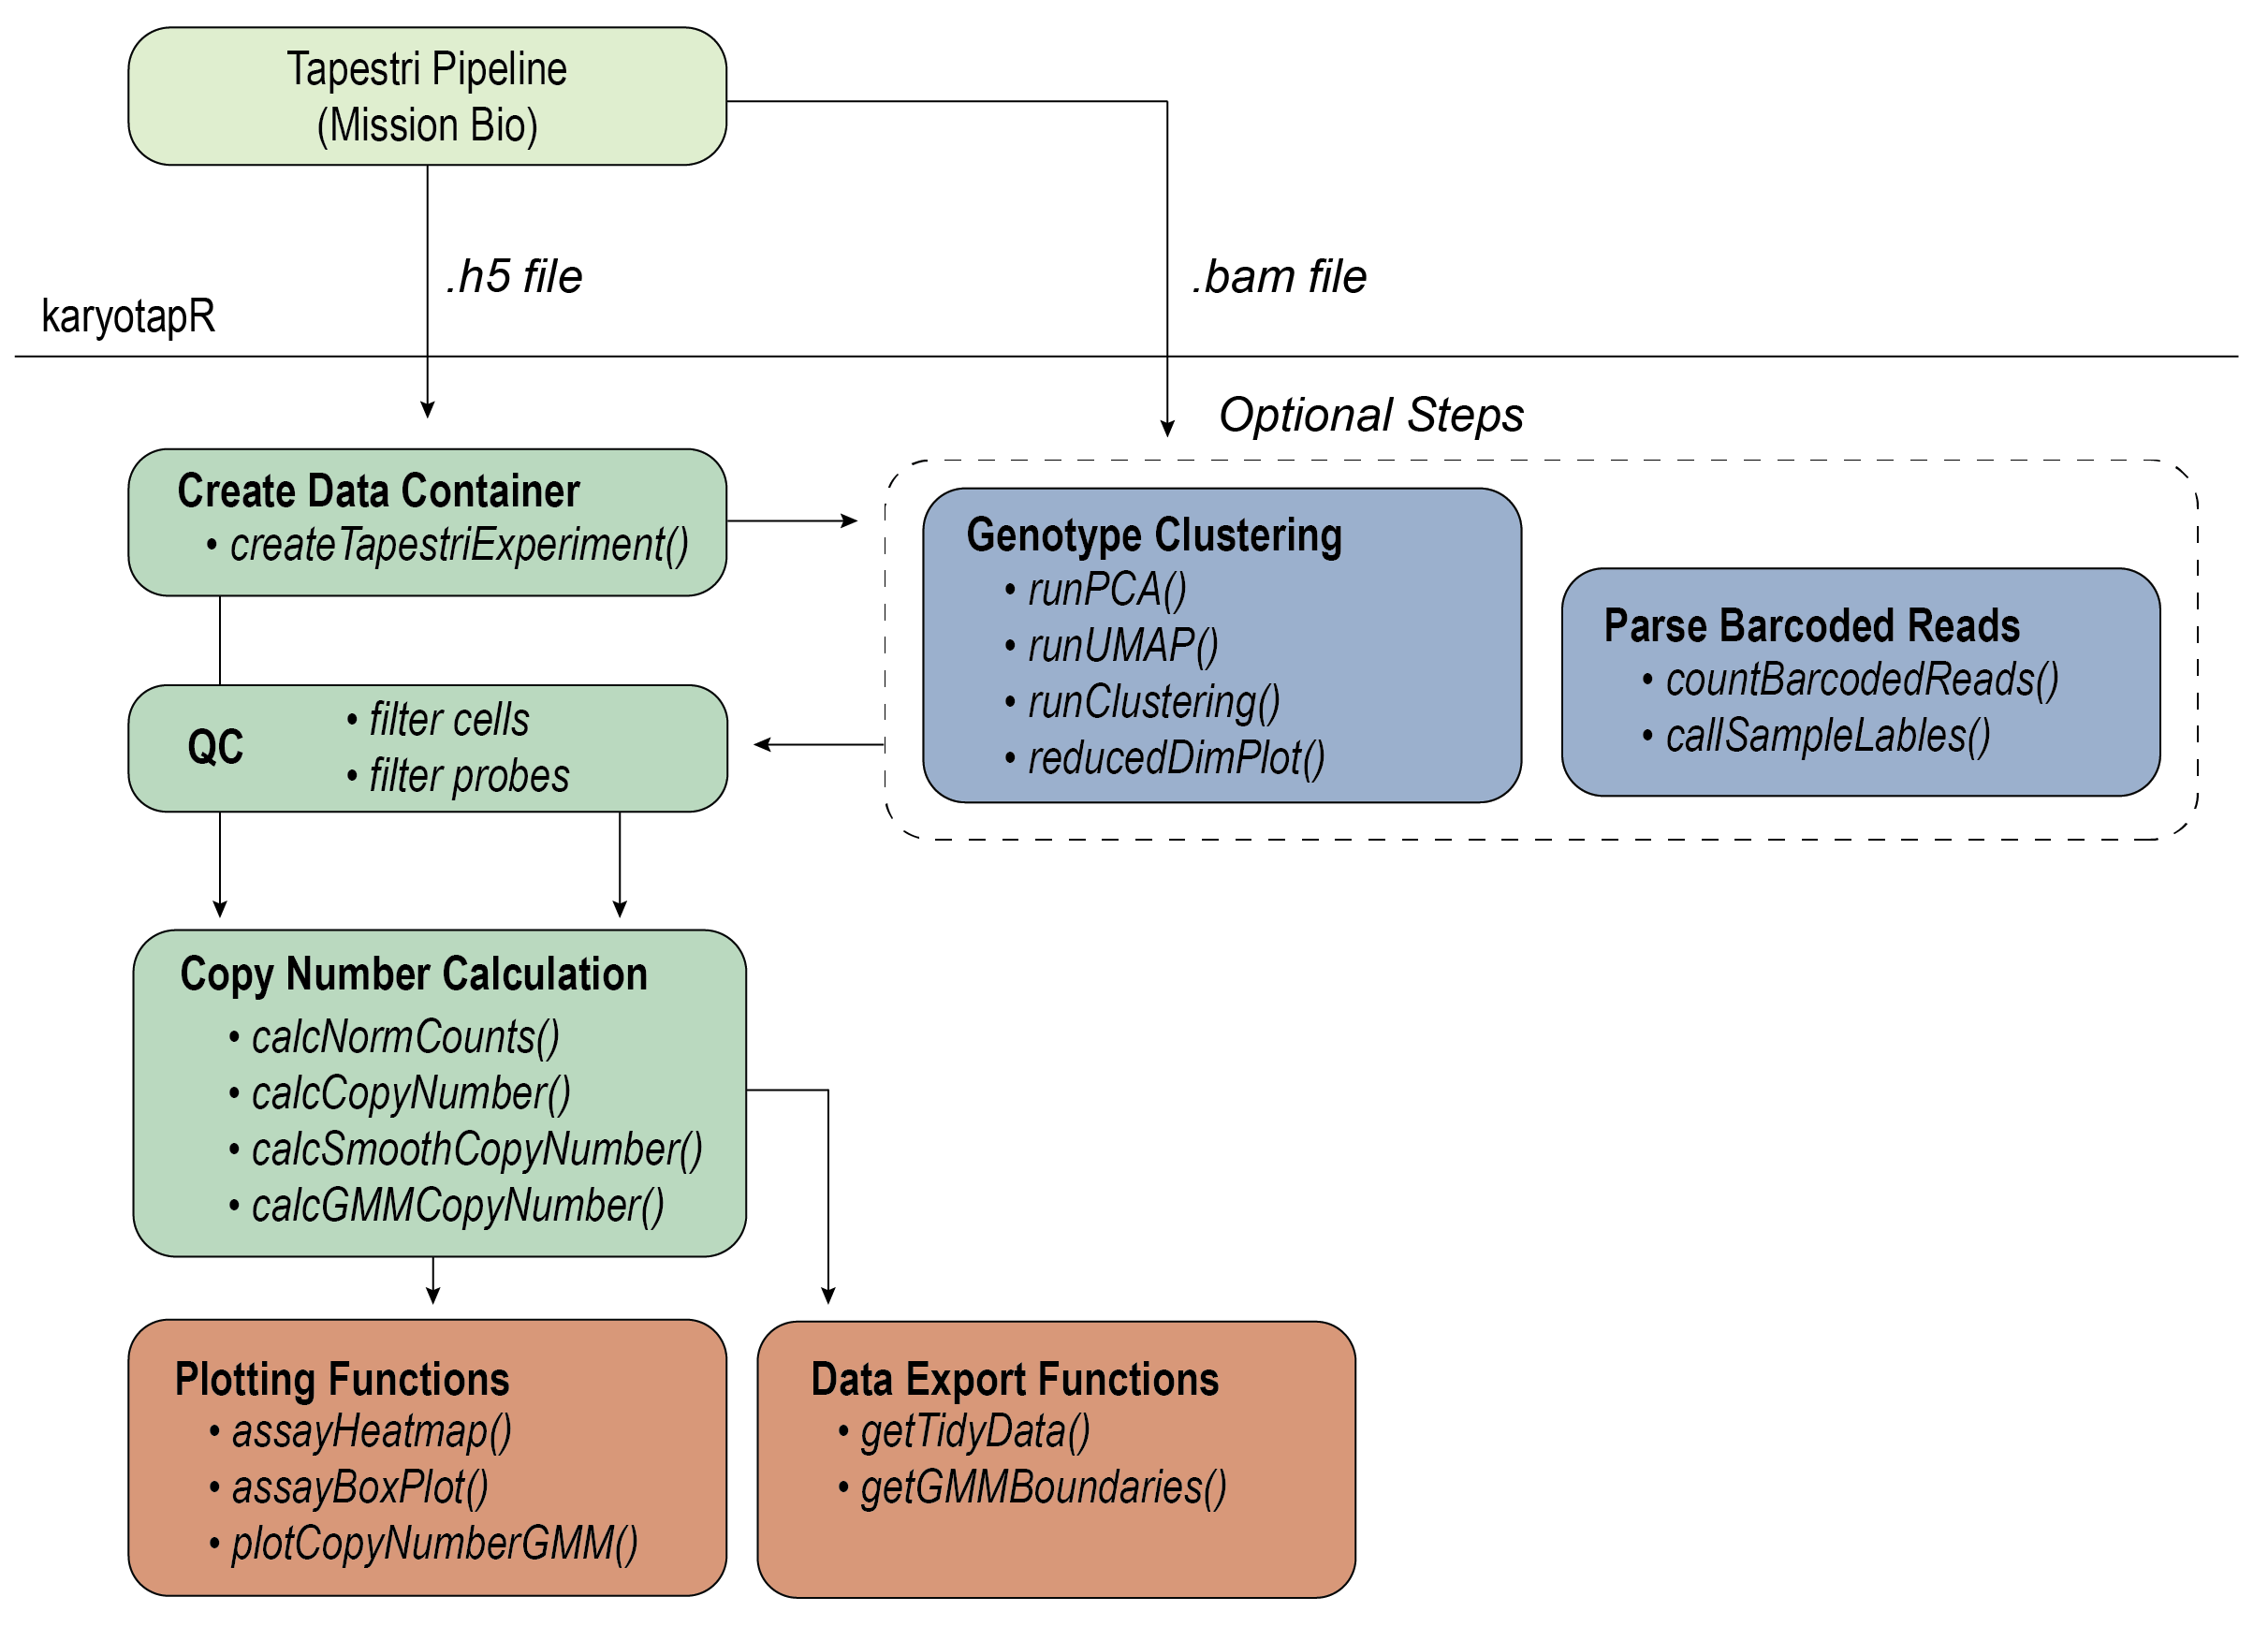 Tapestri Pipeline
(Mission Bio)
.h5 file
.bam file
karyotapR
Optional Steps
Create Data Container
• createTapestriExperiment()
Genotype Clustering
• runPCA()
• runUMAP()
• runClustering()
• reducedDimPlot()
Parse Barcoded Reads
• countBarcodedReads()
• callSampleLables()
QC
• filter cells
• filter probes
Copy Number Calculation
• calcNormCounts()
• calcCopyNumber()
• calcSmoothCopyNumber()
• calcGMMCopyNumber()
Plotting Functions
• assayHeatmap()
• assayBoxPlot()
• plotCopyNumberGMM()
Data Export Functions
• getTidyData()
• getGMMBoundaries()